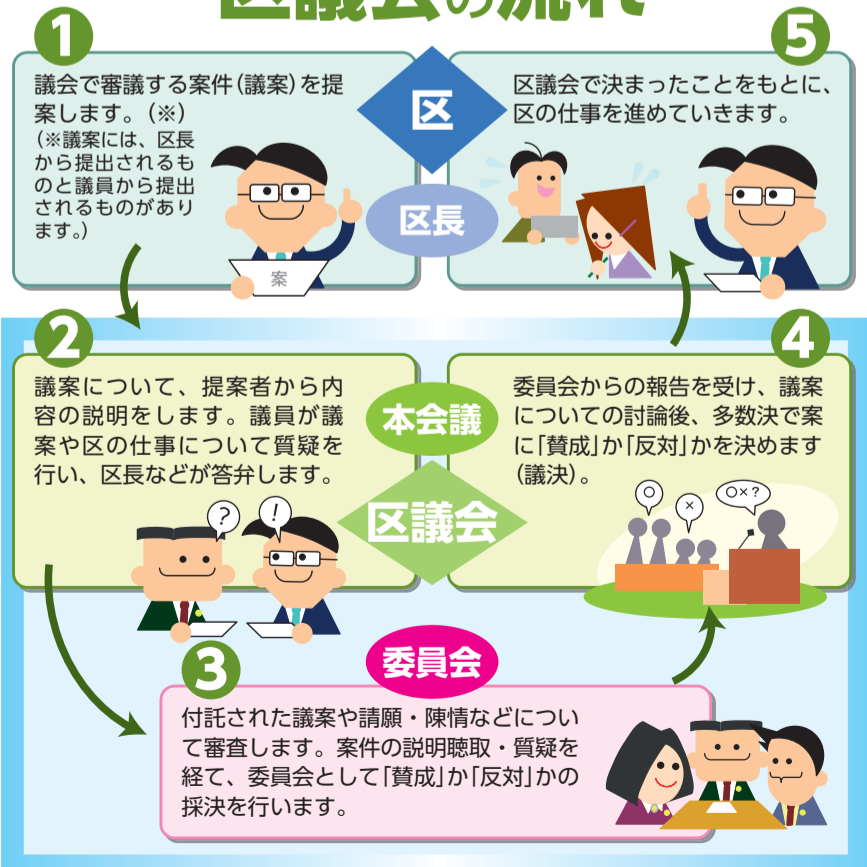 区議会の流れ
1
議会で審議する案件(議案)を提
案します。(※)
(※議案には、区長
から提出されるも
のと議員から提出
されるものがあり
ます。)
案
区
区長
5
区議会で決まったことをもとに、
区の仕事を進めていきます。
2
議案について、提案者から内
容の説明をします。議員が議
案や区の仕事について質疑を
行い、区長などが答弁します。
?
!
本会議
区議会
4
委員会からの報告を受け、議案
についての討論後、多数決で案
に「賛成」か「反対」かを決めます
(議決)。
○
×
○×?
3
委員会
付託された議案や請願・陳情などについ
て審査します。案件の説明聴取・質疑を
経て、委員会として「賛成」か「反対」かの
採決を行います。